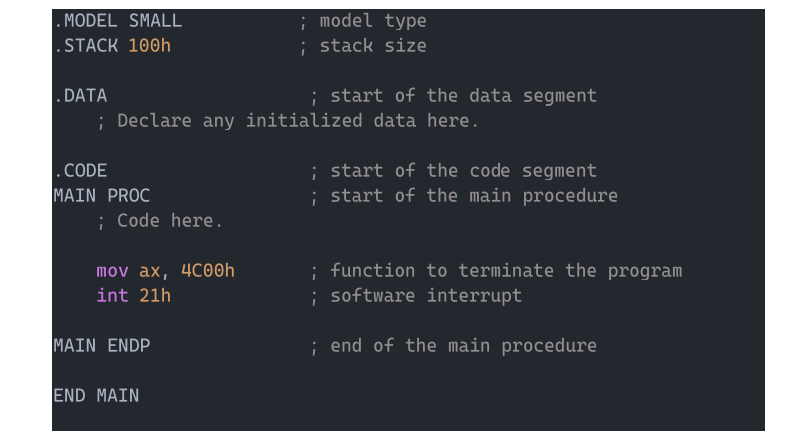 .MODEL SMALL ; model type
.STACK 100h ; stack size
.DATA ; start of the data segment
; Declare any initialized data here.
.CODE ; start of the code segment
MAIN PROC ; start of the main procedure
; Code here.
mov ax, 4C00h ; function to terminate the program
int 21h ; software interrupt
MAIN ENDP ; end of the main procedure
END MAIN